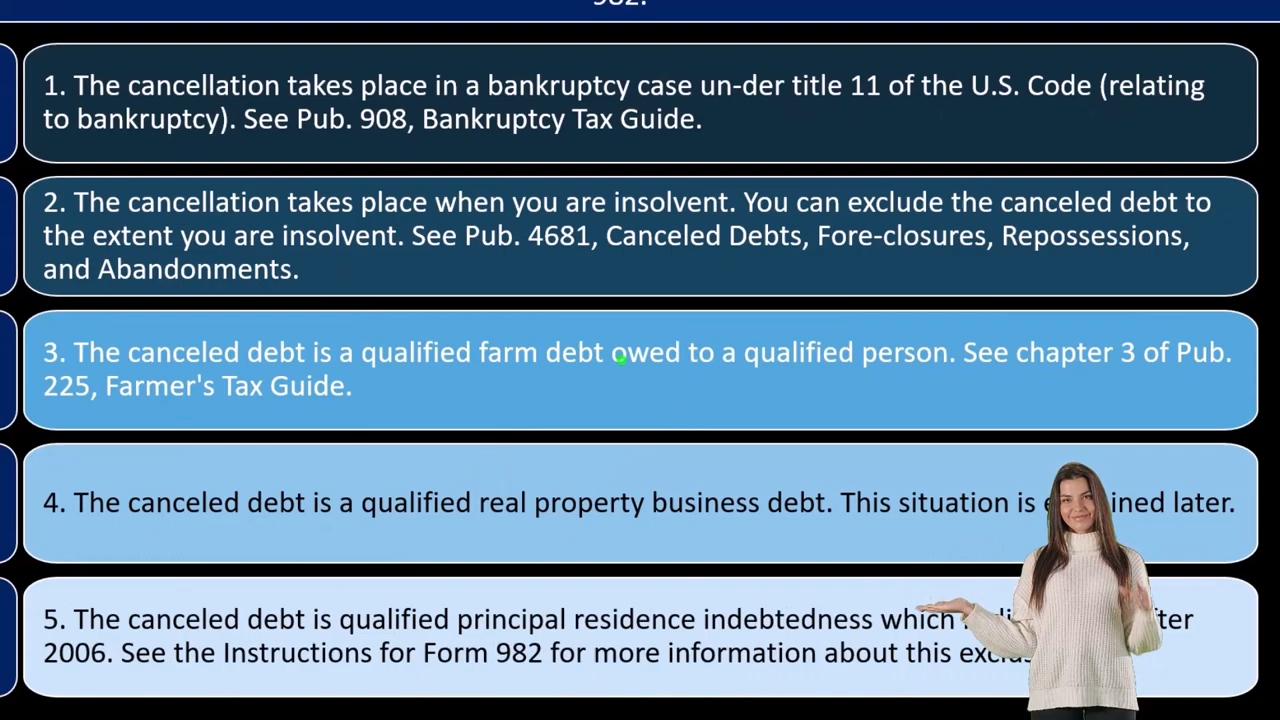 982.
1. The cancellation takes place in a bankruptcy case un-der title 11 of the U.S. Code (relating
to bankruptcy). See Pub. 908, Bankruptcy Tax Guide.
2. The cancellation takes place when you are insolvent. You can exclude the canceled debt to
the extent you are insolvent. See Pub. 4681, Canceled Debts, Fore-closures, Repossessions,
and Abandonments.
3. The canceled debt is a qualified farm debt owed to a qualified person. See chapter 3 of Pub.
225, Farmer's Tax Guide.
4. The canceled debt is a qualified real property business debt. This situation is later.
5. The canceled debt is qualified principal residence indebtedness which
2006. See the Instructions for Form 982 for more information about this